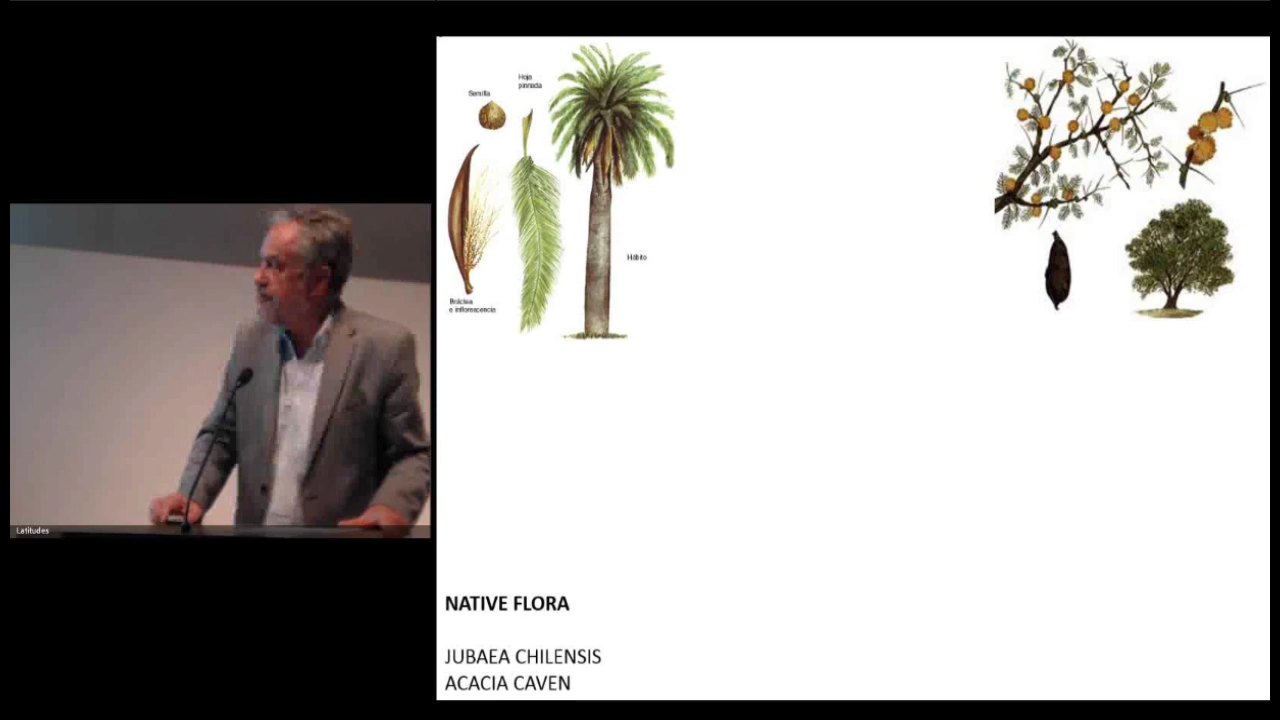 Latitudes
Semilla
Hoja
pinnada
Hábito
Bráctea
e inflorescencia
NATIVE FLORA
JUBAEA CHILENSIS
ACACIA CAVEN